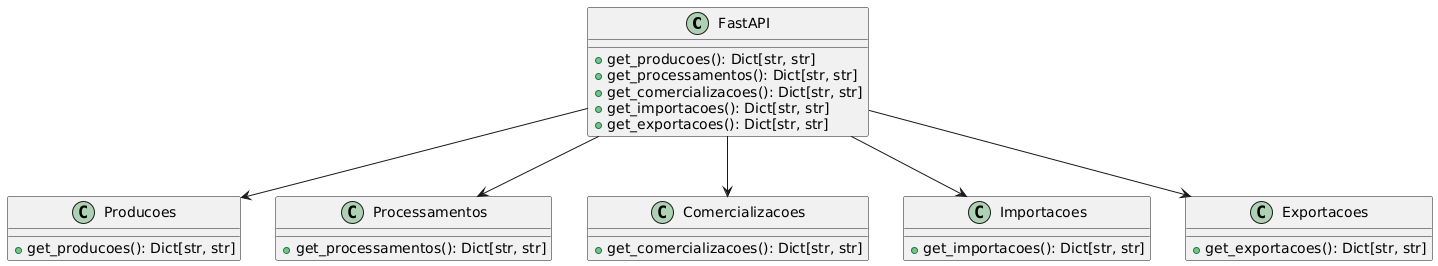 C FastAPI
get_producoes(): Dict[str, str]
get_processamentos(): Dict[str, str]
get_comercializacoes(): Dict[str, str]
get_importacoes(): Dict[str, str]
get_exportacoes(): Dict[str, str]
C Producoes
get_producoes(): Dict[str, str]
C Processamentos
get_processamentos(): Dict[str, str]
C Comercializacoes
get_comercializacoes(): Dict[str, str]
C Importacoes
get_importacoes(): Dict[str, str]
C Exportacoes
get_exportacoes(): Dict[str, str]